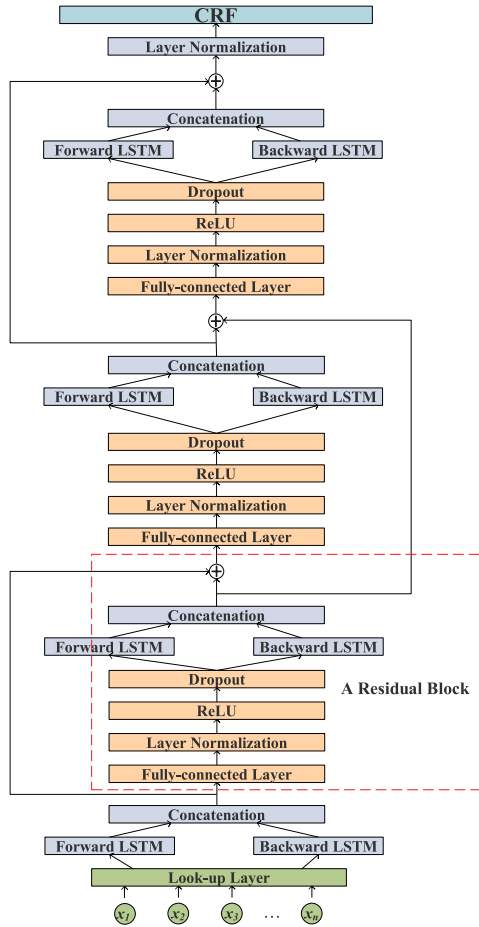 CRF
Layer Normalization
+
Concatenation
Forward LSTM Backward LSTM
Dropout
ReLU
Layer Normalization
Fully-connected Layer
+
Concatenation
Forward LSTM Backward LSTM
Dropout
ReLU
Layer Normalization
Fully-connected Layer
+
Concatenation
Forward LSTM Backward LSTM
Dropout
A Residual Block
ReLU
Layer Normalization
Fully-connected Layer
Concatenation
Forward LSTM Backward LSTM
Look-up Layer
x1 x2 x3 … xn